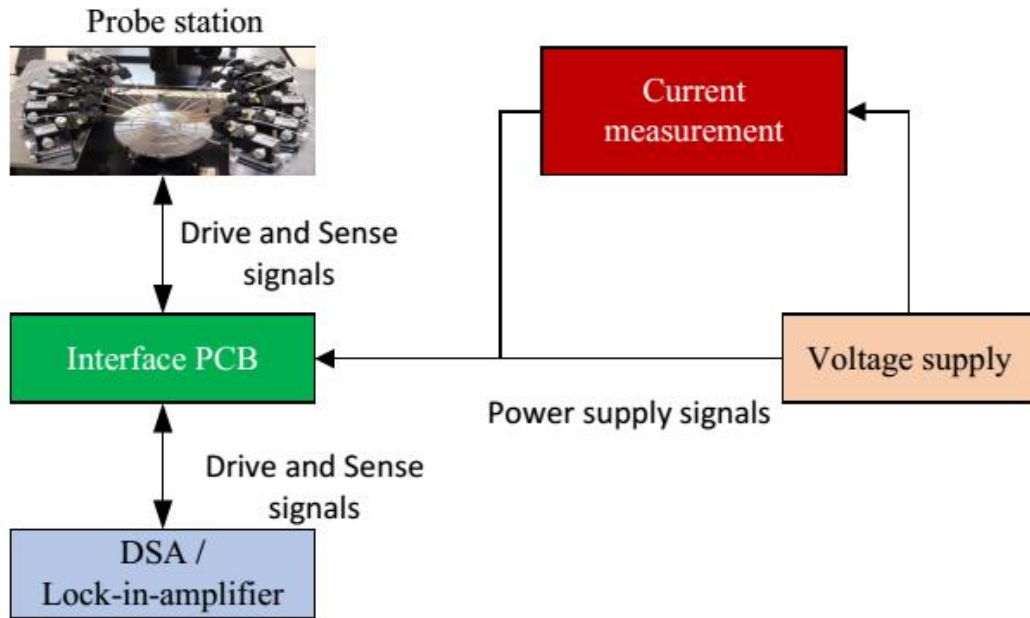 Probe station
Current
measurement
Drive and Sense
signals
Interface PCB
Voltage supply
Power supply signals
Drive and Sense
signals
DSA /
Lock-in-amplifier